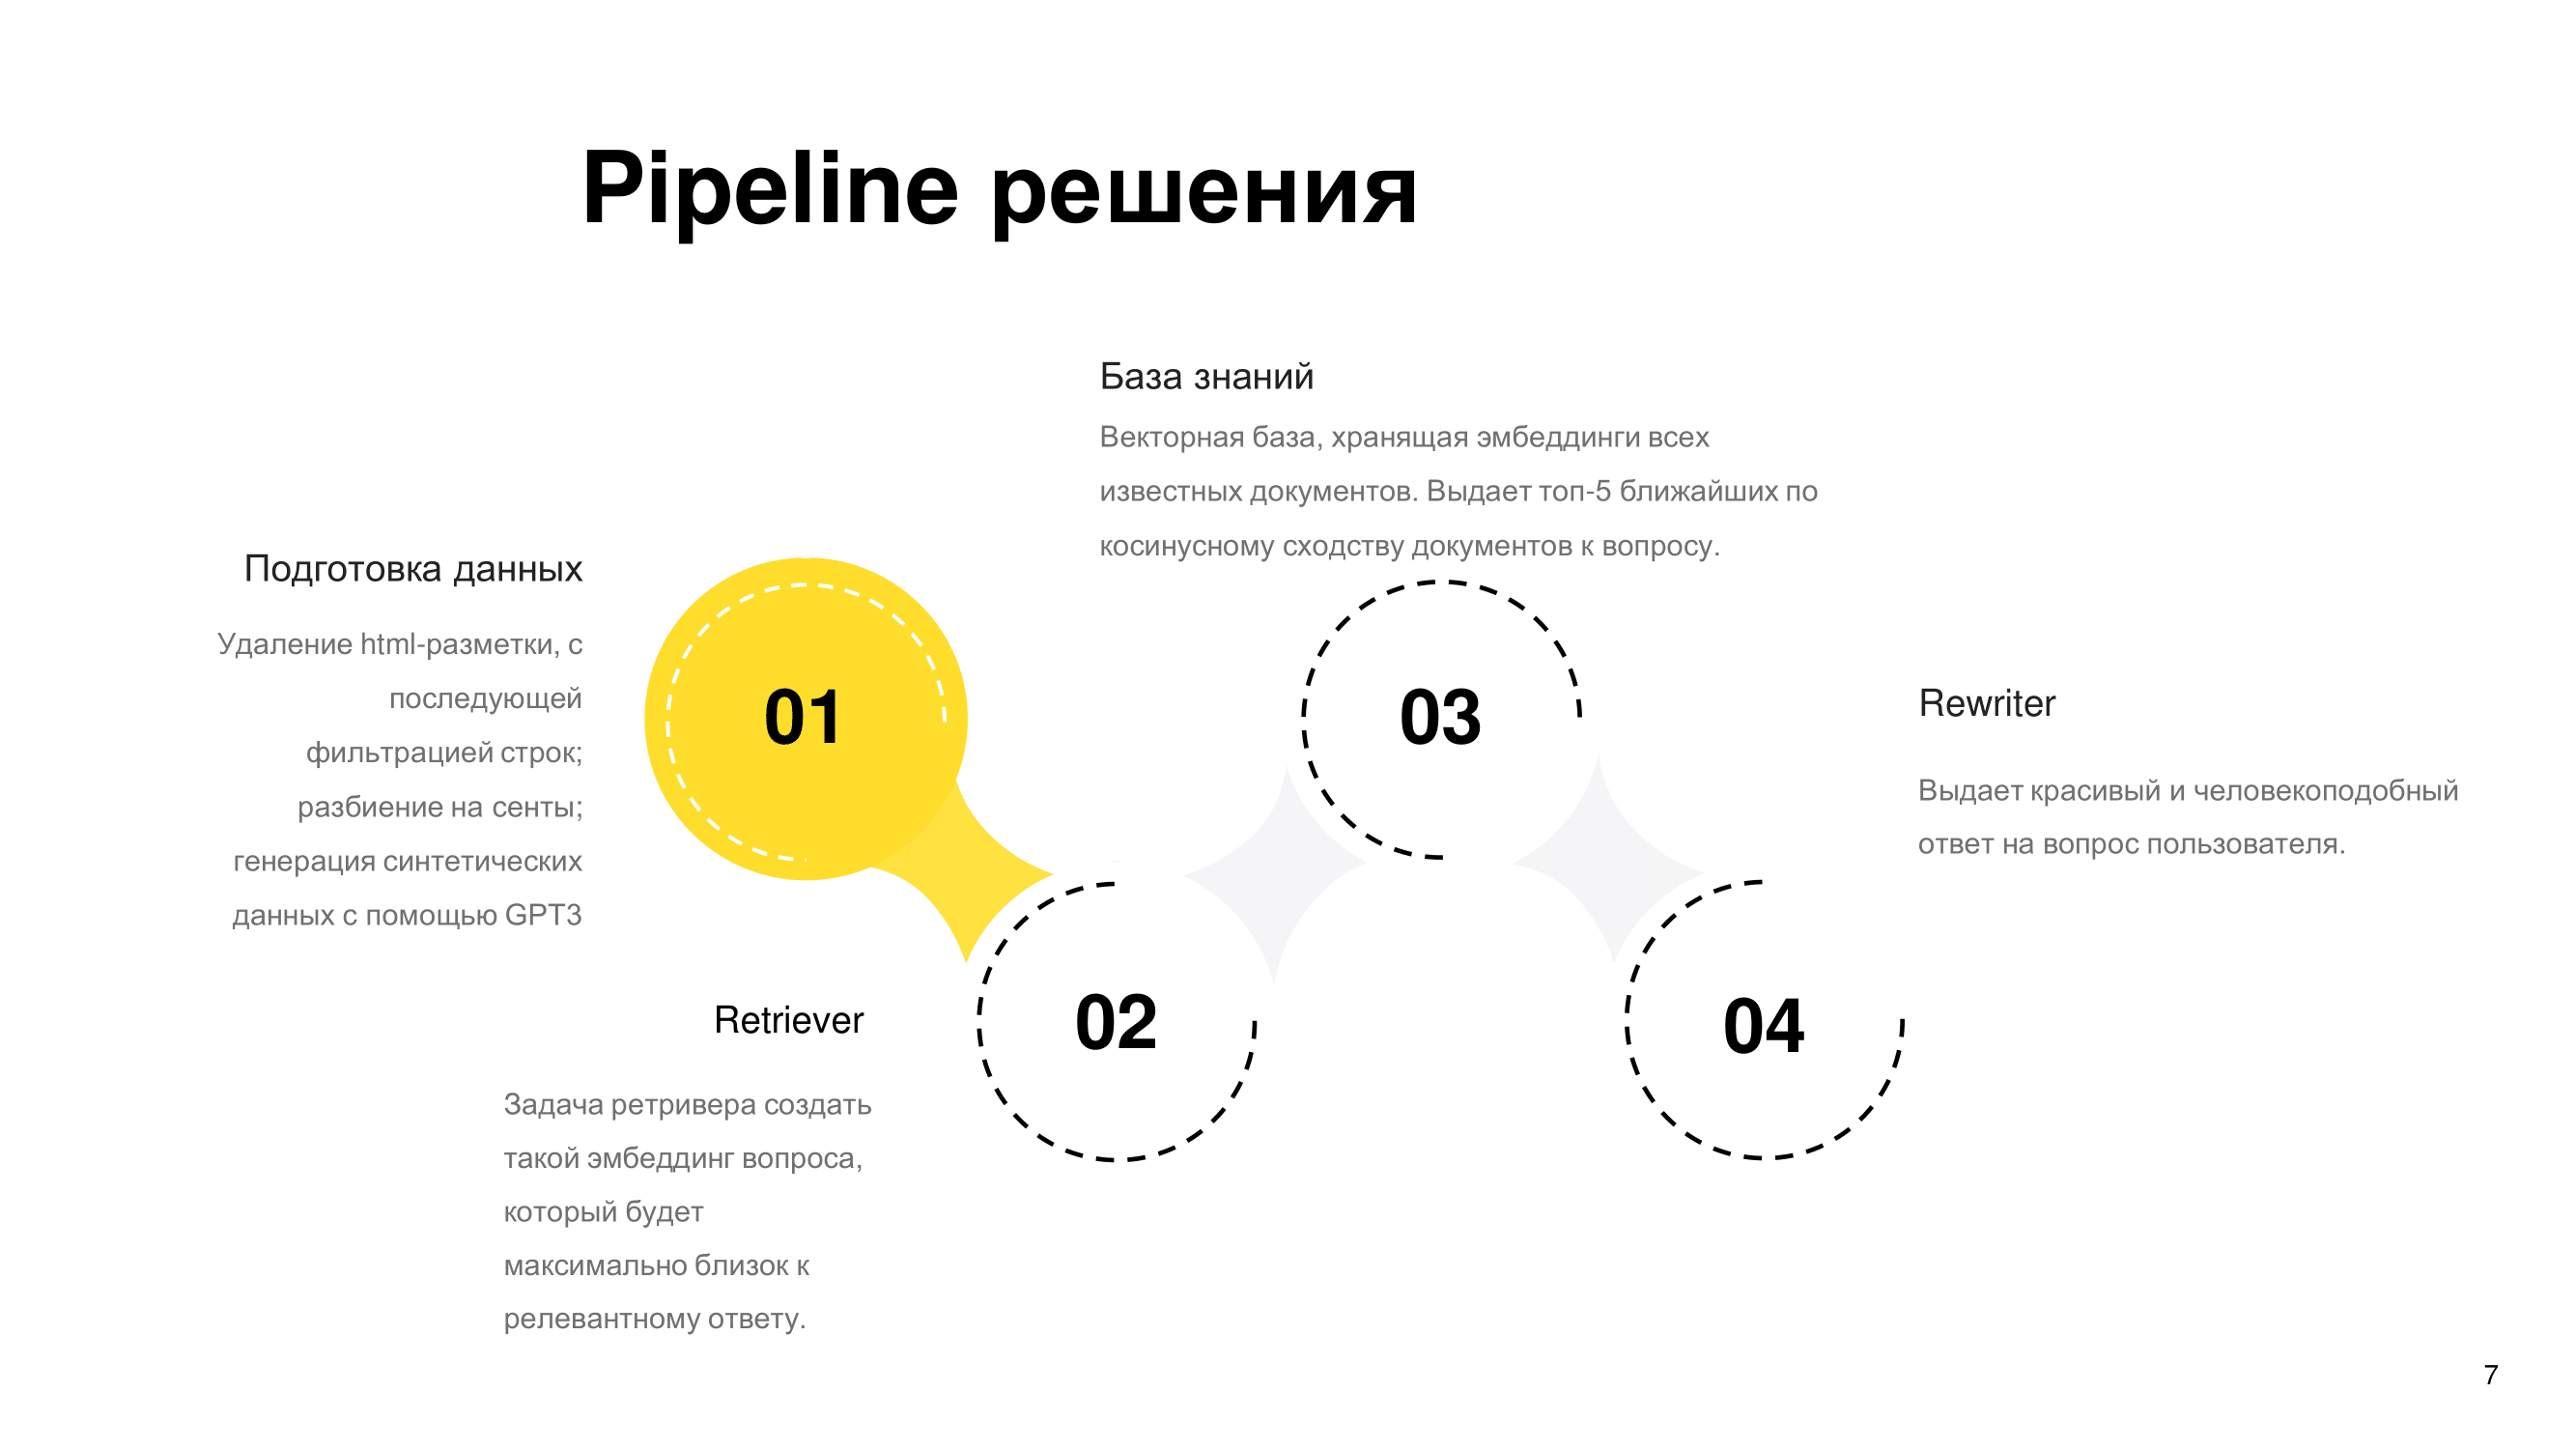 Pipeline решения
База знаний
Векторная база, хранящая эмбеддинги всех
известных документов. Выдает топ-5 ближайших по
косинусному сходству документов к вопросу.
Подготовка данных
Удаление html-разметки, с
последующей
фильтрацией строк;
разбиение на сенты;
генерация синтетических
данных с помощью GPT3
01
03
Rewriter
Выдает красивый и человекоподобный
ответ на вопрос пользователя.
Retriever
Задача ретривера создать
такой эмбеддинг вопроса,
который будет
максимально близок к
релевантному ответу.
02
04
7